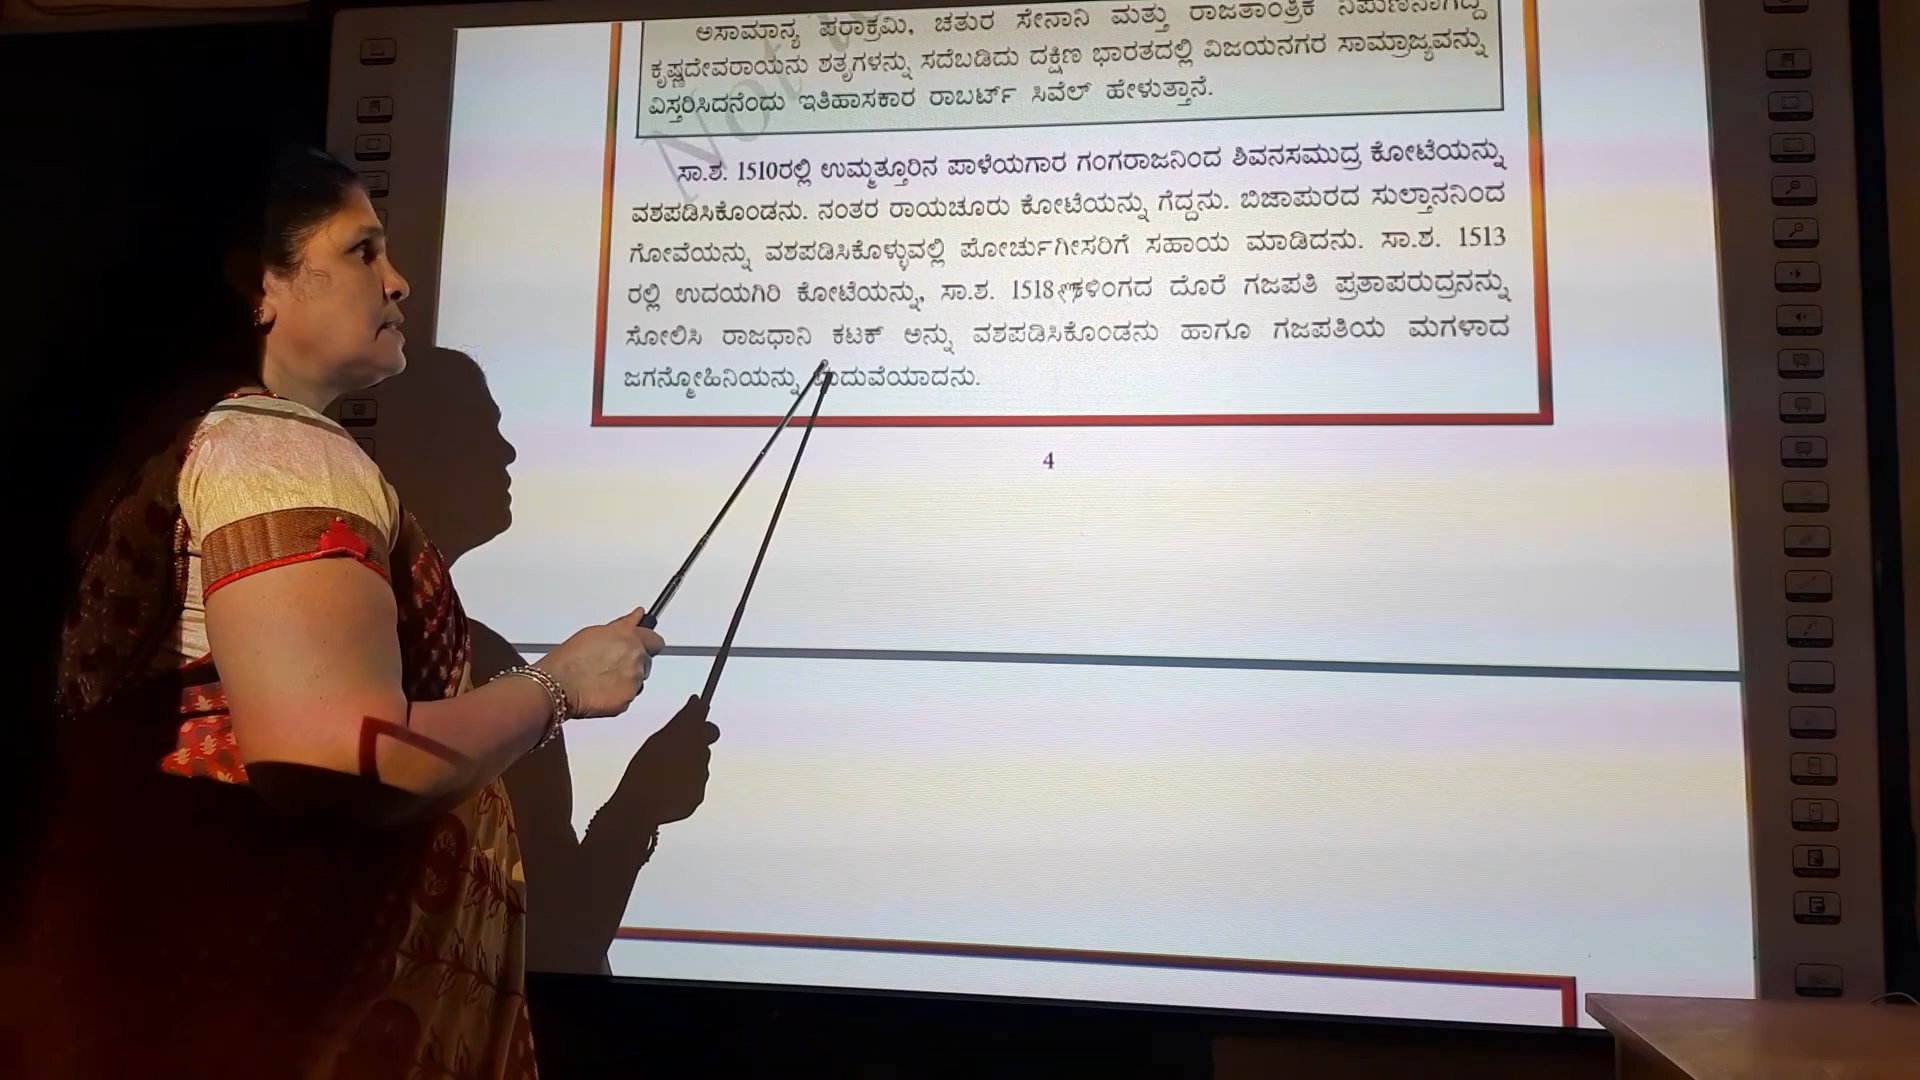 ಅಸಾಮಾನ್ಯ ಪರಾಕ್ರಮಿ, ಚತುರ ಸೇನಾನಿ ಮತ್ತು ರಾಜತಾಂತ್ರಿಕ ನಿಪುಣನಾಗಿದ್ದ
ಕೃಷ್ಣದೇವರಾಯನು ಶತೃಗಳನ್ನು ಸದೆಬಡಿದು ದಕ್ಷಿಣ ಭಾರತದಲ್ಲಿ ವಿಜಯನಗರ ಸಾಮ್ರಾಜ್ಯವನ್ನು
ವಿಸ್ತರಿಸಿದನೆಂದು ಇತಿಹಾಸಕಾರ ರಾಬರ್ಟ್ ಸಿವೆಲ್ ಹೇಳುತ್ತಾನೆ.
Not
ಸಾ.ಶ. 1510ರಲ್ಲಿ ಉಮ್ಮತ್ತೂರಿನ ಪಾಳೆಯಗಾರ ಗಂಗರಾಜನಿಂದ ಶಿವನಸಮುದ್ರ ಕೋಟೆಯನ್ನು
ವಶಪಡಿಸಿಕೊಂಡನು. ನಂತರ ರಾಯಚೂರು ಕೋಟೆಯನ್ನು ಗೆದ್ದನು. ಬಿಜಾಪುರದ ಸುಲ್ತಾನನಿಂದ
ಗೋವೆಯನ್ನು ವಶಪಡಿಸಿಕೊಳ್ಳುವಲ್ಲಿ ಪೋರ್ಚುಗೀಸರಿಗೆ ಸಹಾಯ ಮಾಡಿದನು. ಸಾ.ಶ. 1513
ರಲ್ಲಿ ಉದಯಗಿರಿ ಕೋಟೆಯನ್ನು, ಸಾ.ಶ. 1518 ಕಳಿಂಗದ ದೊರೆ ಗಜಪತಿ ಪ್ರತಾಪರುದ್ರನನ್ನು
ಸೋಲಿಸಿ ರಾಜಧಾನಿ ಕಟಕ್ ಅನ್ನು ವಶಪಡಿಸಿಕೊಂಡನು ಹಾಗೂ ಗಜಪತಿಯ ಮಗಳಾದ
ಜಗನ್ಮೋಹಿನಿಯನ್ನು ಮದುವೆಯಾದನು.
4